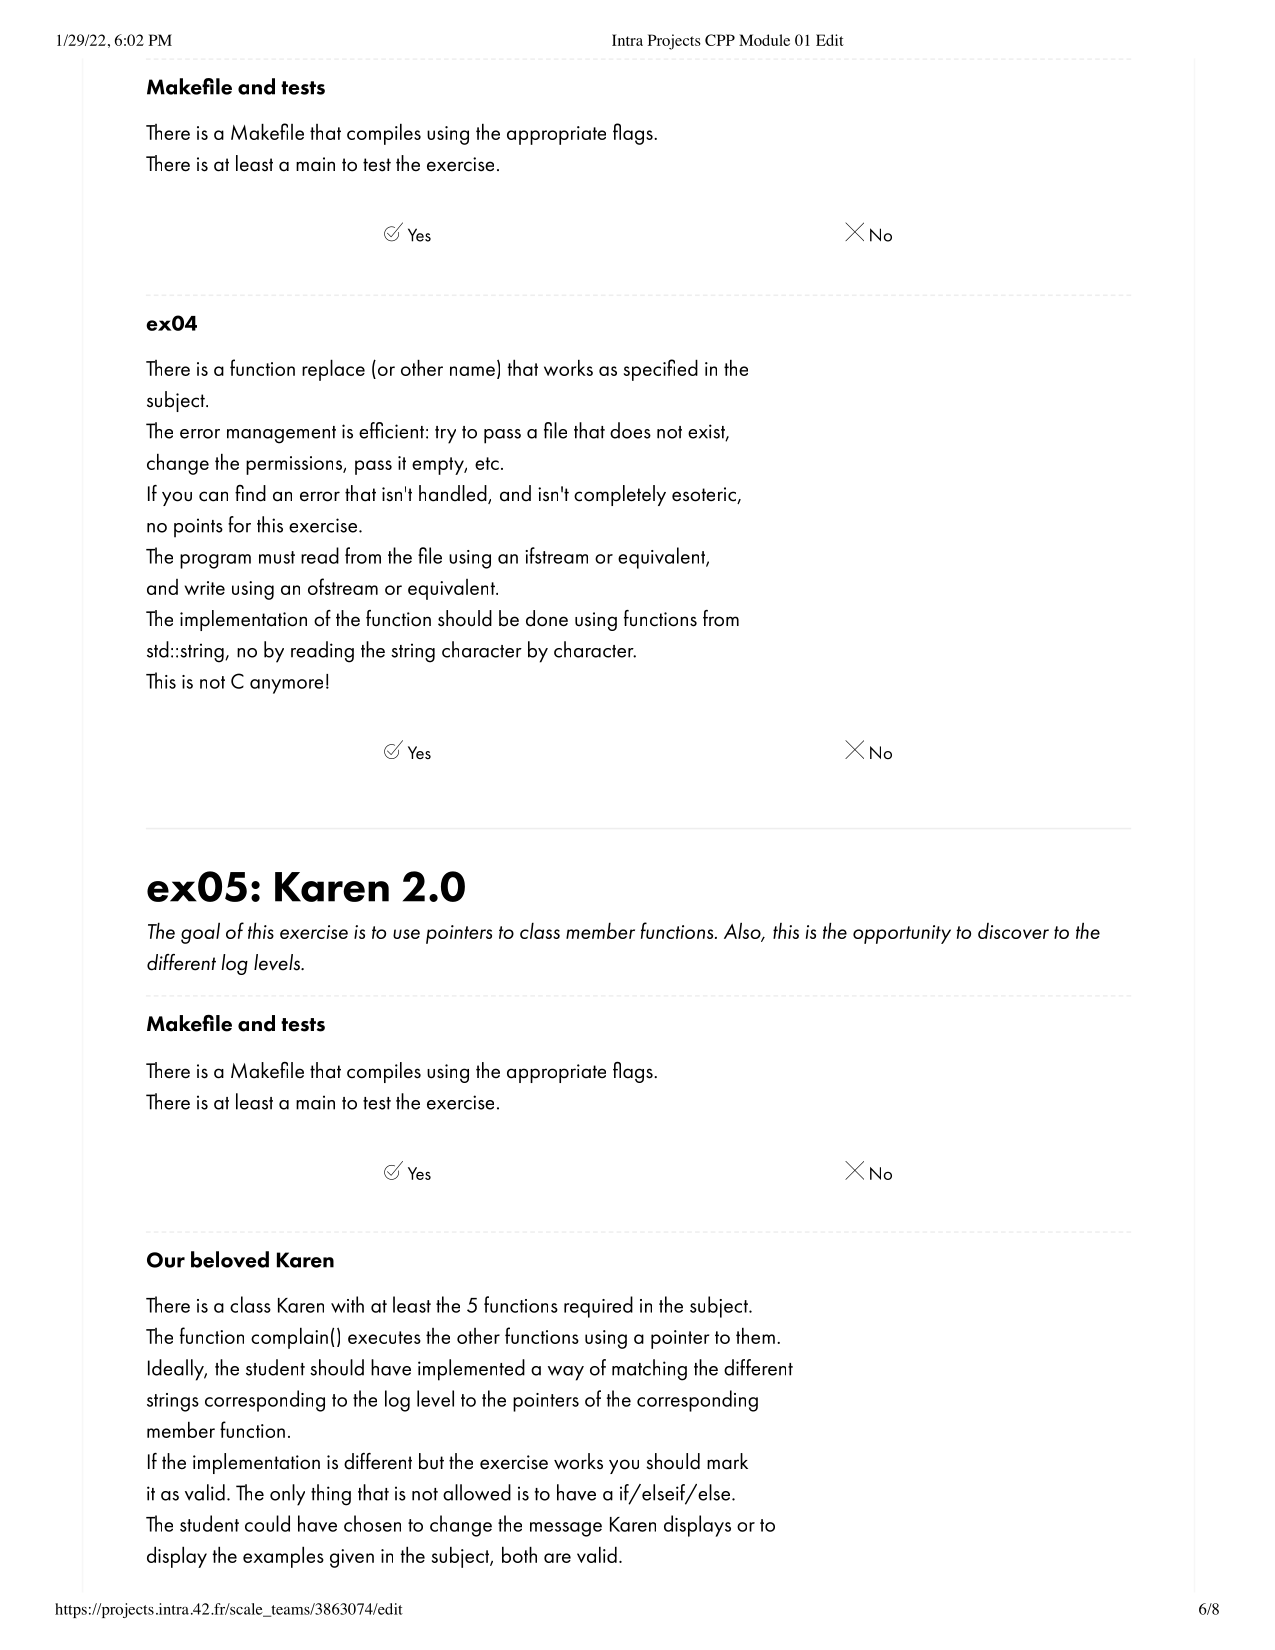 1/29/22, 6:02 PM
Intra Projects CPP Module 01 Edit
Makefile and tests
There is a Makefile that compiles using the appropriate flags.
There is at least a main to test the exercise.
Yes
No
ex04
There is a function replace (or other name) that works as specified in the
subject.
The error management is efficient: try to pass a file that does not exist,
change the permissions, pass it empty, etc.
If you can find an error that isn't handled, and isn't completely esoteric,
no points for this exercise.
The program must read from the file using an ifstream or equivalent,
and write using an ofstream or equivalent.
The implementation of the function should be done using functions from
std::string, no by reading the string character by character.
This is not C anymore!
Yes
No
ex05: Karen 2.0
The goal of this exercise is to use pointers to class member functions. Also, this is the opportunity to discover to the
different log levels.
Makefile and tests
There is a Makefile that compiles using the appropriate flags.
There is at least a main to test the exercise.
Yes
No
Our beloved Karen
There is a class Karen with at least the 5 functions required in the subject.
The function complain() executes the other functions using a pointer to them.
Ideally, the student should have implemented a way of matching the different
strings corresponding to the log level to the pointers of the corresponding
member function.
If the implementation is different but the exercise works you should mark
it as valid. The only thing that is not allowed is to have a if/elseif/else.
The student could have chosen to change the message Karen displays or to
display the examples given in the subject, both are valid.
https://projects.intra.42.fr/scale_teams/3863074/edit
6/8